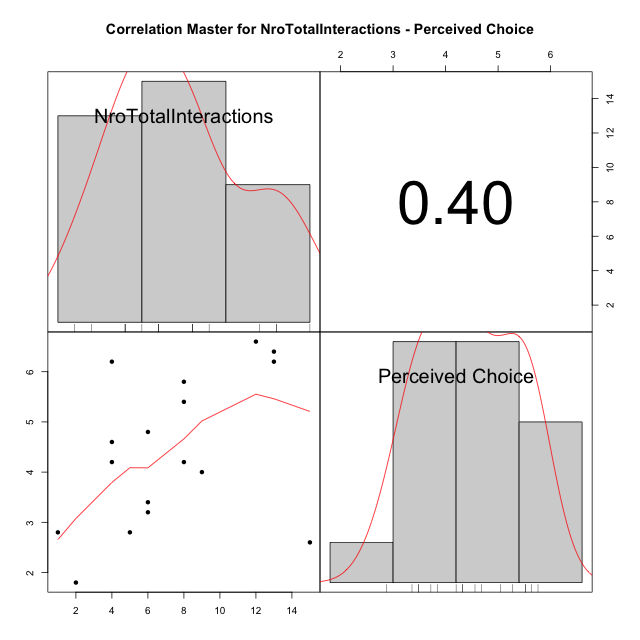 Correlation Master for NroTotalInteractions - Perceived Choice
2 3 4 5 6
NroTotalInteractions
0.40
14
12
10
8
6
4
2
6
5
4
3
2
Perceived Choice
2 4 6 8 10 12 14